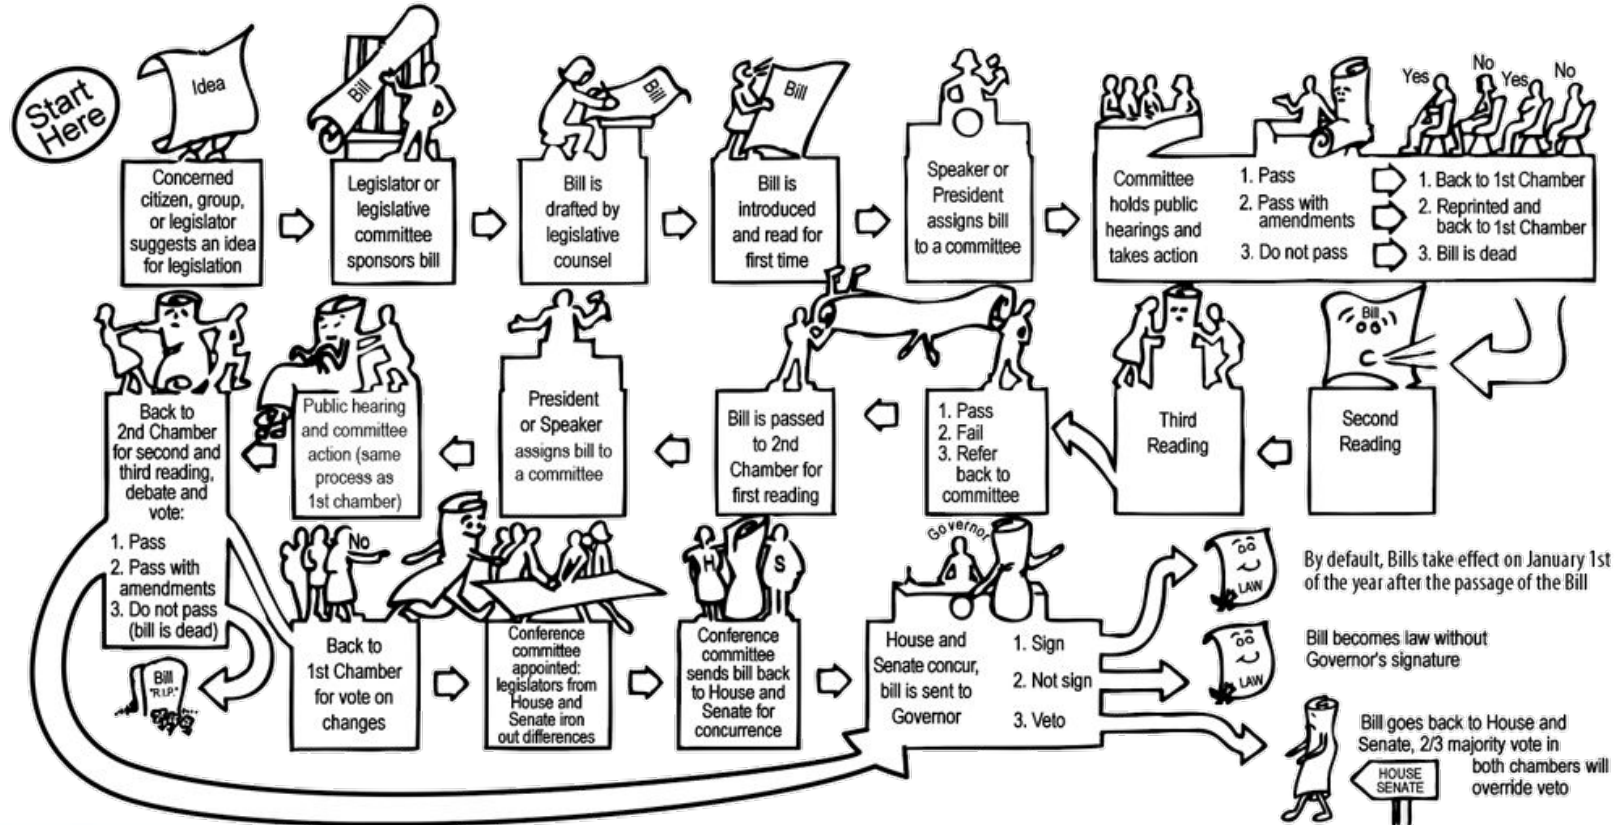 Start
Here
Idea
Concerned
citizen, group,
or legislator
suggests an idea
for legislation
Bill
Legislator or
legislative
committee
sponsors bill
Bill
Bill is
drafted by
legislative
counsel
Bill
Bill is
introduced
and read for
first time
Speaker or
President
assigns bill
to a committee
Committee
holds public
hearings and
takes action
1. Pass
2. Pass with
amendments
3. Do not pass
Yes
No
Yes
No
1. Back to 1st Chamber
2. Reprinted and
back to 1st Chamber
3. Bill is dead
Bill
Second
Reading
Third
Reading
1. Pass
2. Fail
3. Refer
back to
committee
Bill is passed
to 2nd
Chamber for
first reading
President
or Speaker
assigns bill to
a committee
Public hearing
and committee
action (same
process as
1st chamber)
Back to
2nd Chamber
for second and
third reading,
debate and
vote:
1. Pass
2. Pass with
amendments
3. Do not pass
(bill is dead)
Bill
"R.I.P."
No
Back to
1st Chamber
for vote on
changes
Conference
committee
appointed:
legislators from
House and
Senate iron
out differences
H
S
Conference
committee
sends bill back
to House and
Senate for
concurrence
Governor
House and
Senate concur,
bill is sent to
Governor
1. Sign
2. Not sign
3. Veto
LAW
By default, Bills take effect on January 1st
of the year after the passage of the Bill
LAW
Bill becomes law without
Governor's signature
Bill goes back to House and
Senate, 2/3 majority vote in
both chambers will
override veto
HOUSE
SENATE